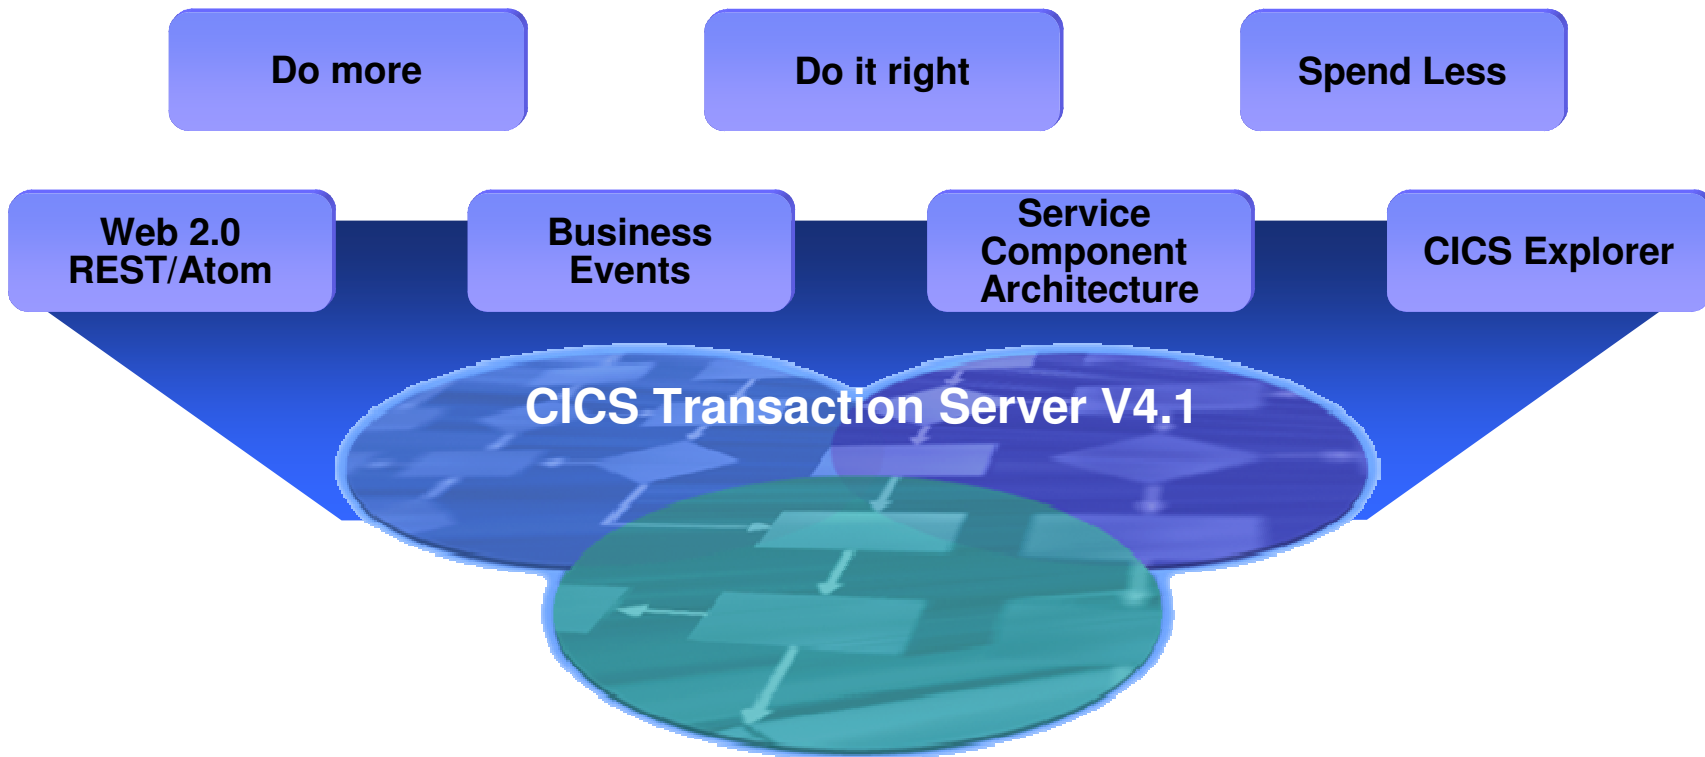 Do more
Do it right
Spend Less
Web 2.0
REST/Atom
Business
Events
Service
Component
Architecture
CICS Explorer
CICS Transaction Server V4.1